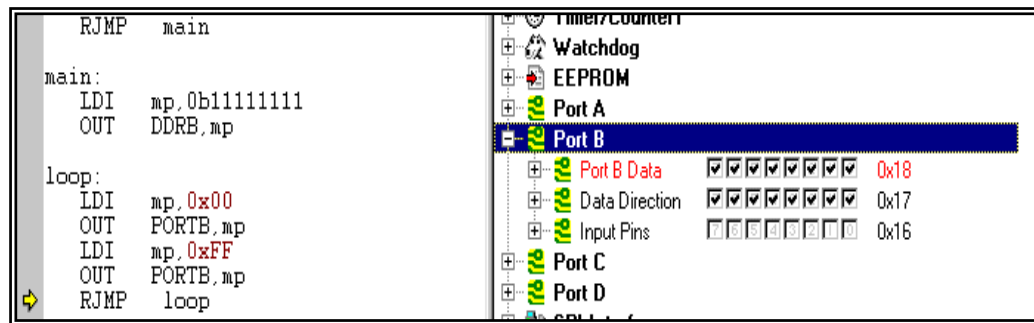 RJMP main
main:
LDI mp,0b11111111
OUT DDRB,mp
loop:
LDI mp,0x00
OUT PORTB,mp
LDI mp,0xFF
OUT PORTB,mp
RJMP loop
Timer/Counter1
Watchdog
EEPROM
Port A
Port B
Port B Data 0x18
Data Direction 0x17
Input Pins 7 6 5 4 3 2 1 0 0x16
Port C
Port D